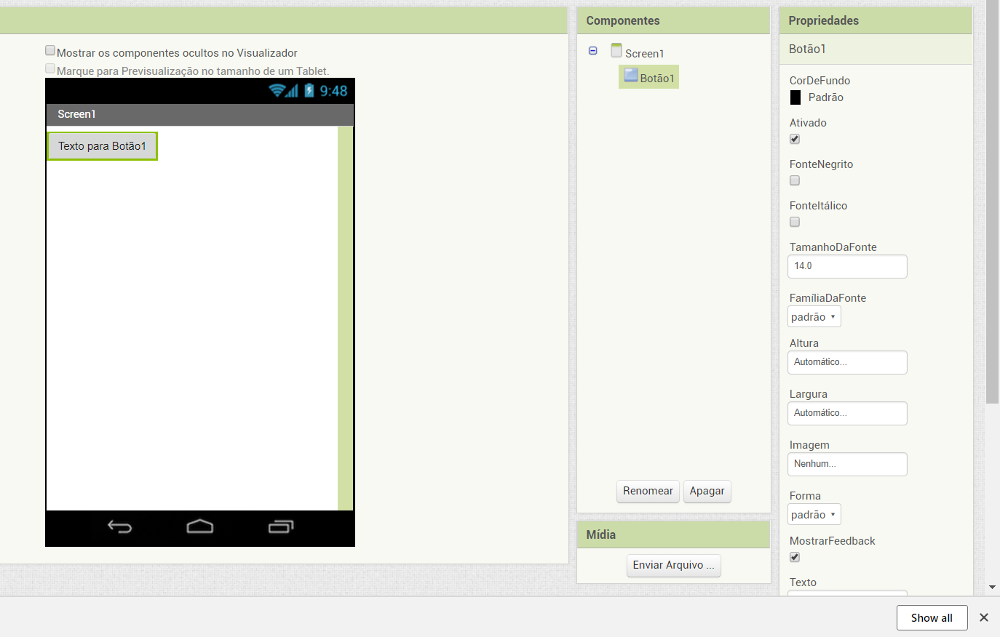 Mostrar os componentes ocultos no Visualizador
Marque para Previsualização no tamanho de um Tablet.
9:48
Screen1
Texto para Botão1
Componentes
Screen1
Botão1
Renomear
Apagar
Mídia
Enviar Arquivo ...
Propriedades
Botão1
CorDeFundo
Padrão
Ativado
FonteNegrito
FonteItálico
TamanhoDaFonte
14.0
FamíliaDaFonte
padrão
Altura
Automático...
Largura
Automático...
Imagem
Nenhum...
Forma
padrão
MostrarFeedback
Texto
Show all